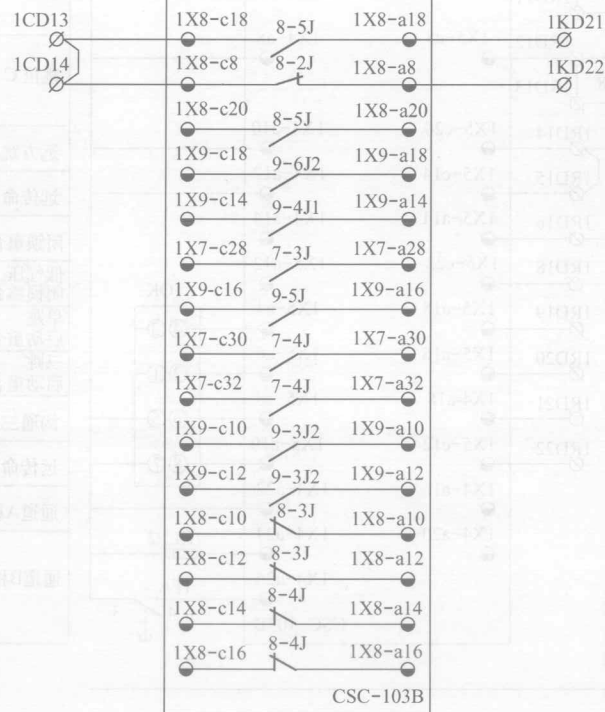 1CD13 1X8-c18 8-5J 1X8-a18 1KD21
1CD14 1X8-c8 8-2J 1X8-a8 1KD22
1X8-c20 8-5J 1X8-a20
1X9-c18 9-6J2 1X9-a18
1X9-c14 9-4J1 1X9-a14
1X7-c28 7-3J 1X7-a28
1X9-c16 9-5J 1X9-a16
1X7-c30 7-4J 1X7-a30
1X7-c32 7-4J 1X7-a32
1X9-c10 9-3J2 1X9-a10
1X9-c12 9-3J2 1X9-a12
1X8-c10 8-3J 1X8-a10
1X8-c12 8-3J 1X8-a12
1X8-c14 8-4J 1X8-a14
1X8-c16 8-4J 1X8-a16
CSC-103B